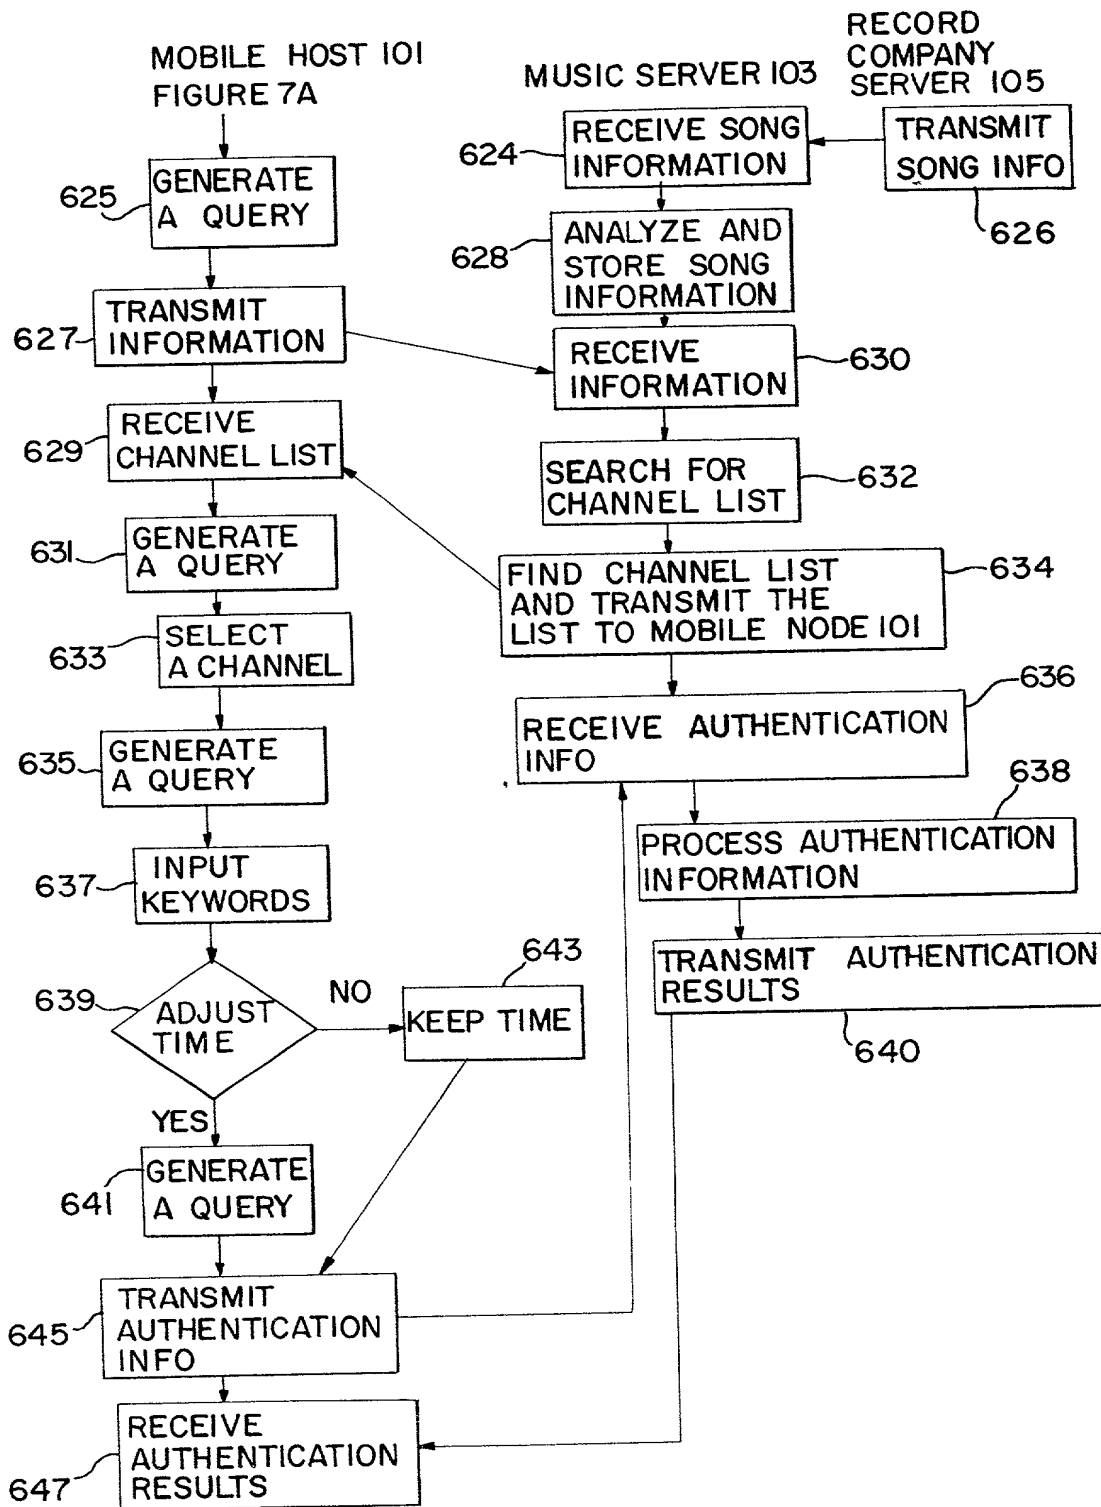 MOBILE HOST 101
FIGURE 7A
MUSIC SERVER 103
RECORD
COMPANY
SERVER 105
625
GENERATE
A QUERY
627
TRANSMIT
INFORMATION
629
RECEIVE
CHANNEL LIST
631
GENERATE
A QUERY
633
SELECT
A CHANNEL
635
GENERATE
A QUERY
637
INPUT
KEYWORDS
639
ADJUST
TIME
NO
643
KEEP TIME
YES
641
GENERATE
A QUERY
645
TRANSMIT
AUTHENTICATION
INFO
647
RECEIVE
AUTHENTICATION
RESULTS
624
RECEIVE SONG
INFORMATION
TRANSMIT
SONG INFO
626
628
ANALYZE AND
STORE SONG
INFORMATION
RECEIVE
INFORMATION
630
SEARCH FOR
CHANNEL LIST
632
FIND CHANNEL LIST
AND TRANSMIT THE
LIST TO MOBILE NODE 101
634
RECEIVE AUTHENTICATION
INFO
636
638
PROCESS AUTHENTICATION
INFORMATION
TRANSMIT AUTHENTICATION
RESULTS
640